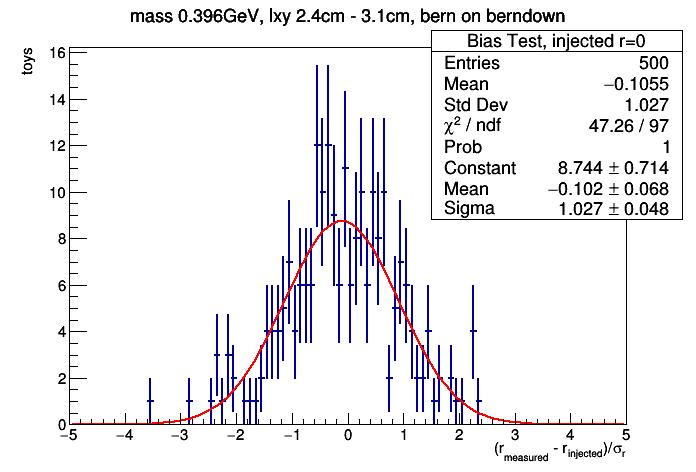 mass 0.396GeV, lxy 2.4cm - 3.1cm, bern on berndown
toys
Bias Test, injected r=0
Entries 500
Mean −0.1055
Std Dev 1.027
χ² / ndf 47.26 / 97
Prob 1
Constant 8.744 ± 0.714
Mean −0.102 ± 0.068
Sigma 1.027 ± 0.048
16
14
12
10
8
6
4
2
0
−5 −4 −3 −2 −1 0 1 2 3 4 5
(r_measured - r_injected)/σ_r